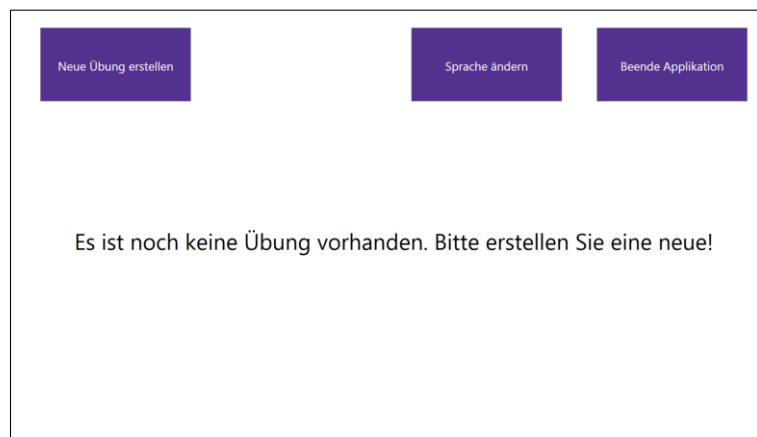 Neue Übung erstellen
Sprache ändern
Beende Applikation
Es ist noch keine Übung vorhanden. Bitte erstellen Sie eine neue!